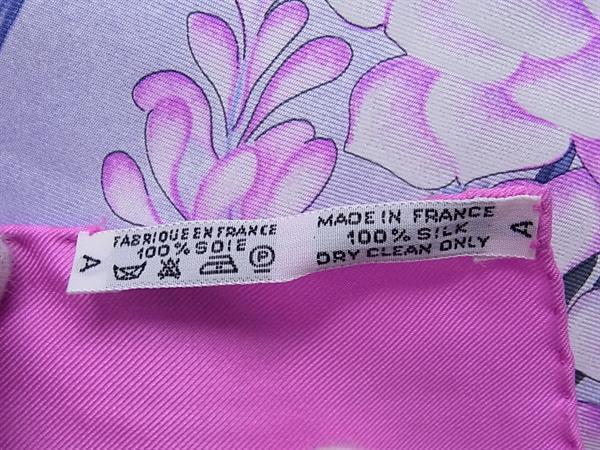 A
FABRIQUE EN FRANCE
100% SOIE
P
MADE IN FRANCE
100% SILK
DRY CLEAN ONLY
A